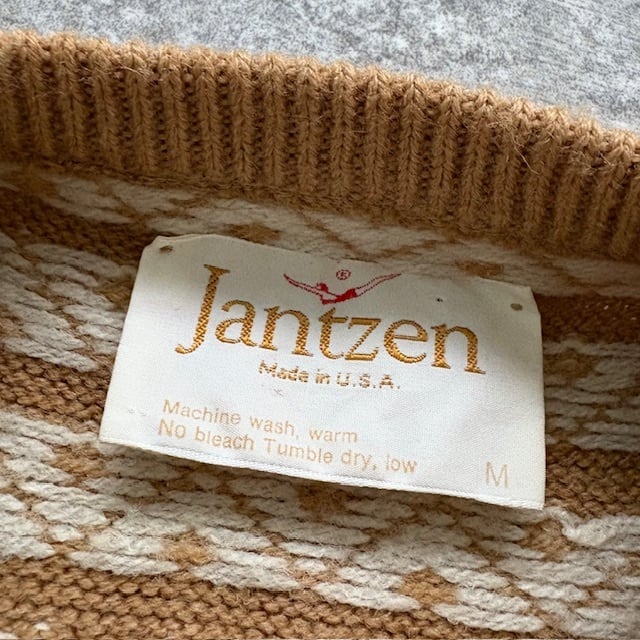 ®
Jantzen
Made in U.S.A.
Machine wash, warm
No bleach Tumble dry, low
M